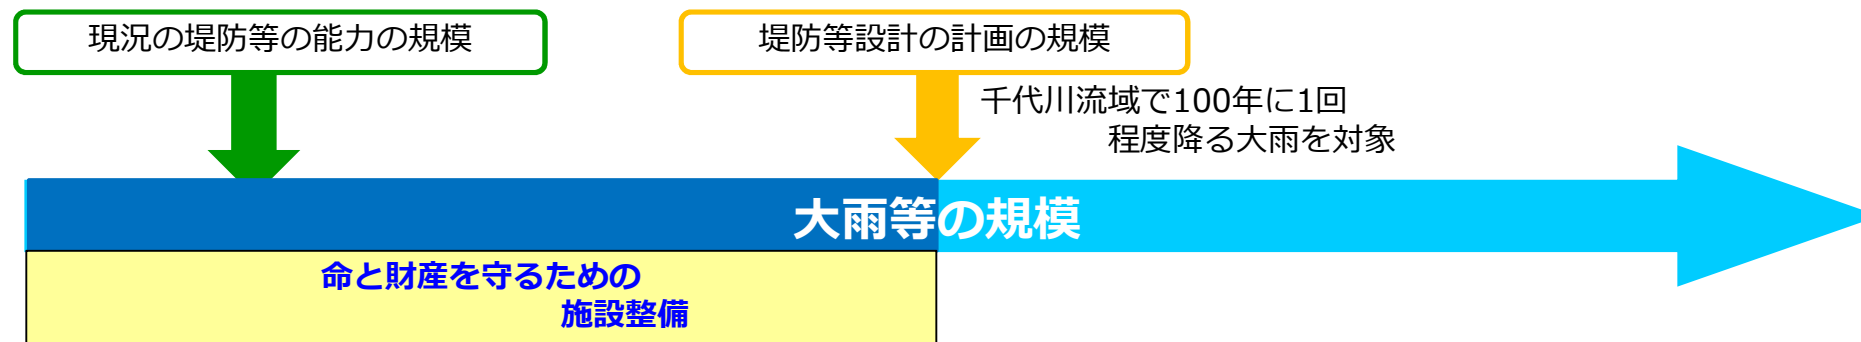 現況の堤防等の能力の規模
堤防等設計の計画の規模
千代川流域で100年に1回
程度降る大雨を対象
大雨等の規模
命と財産を守るための
施設整備